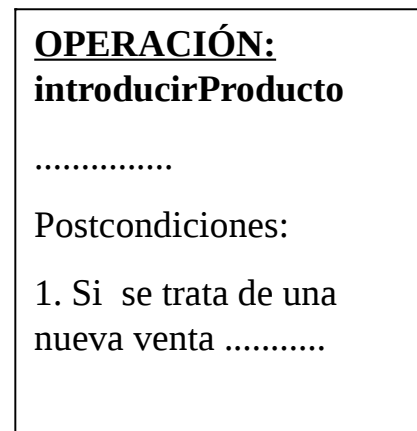 OPERACIÓN:
introducirProducto
...............
Postcondiciones:
1. Si  se trata de una
nueva venta ...........